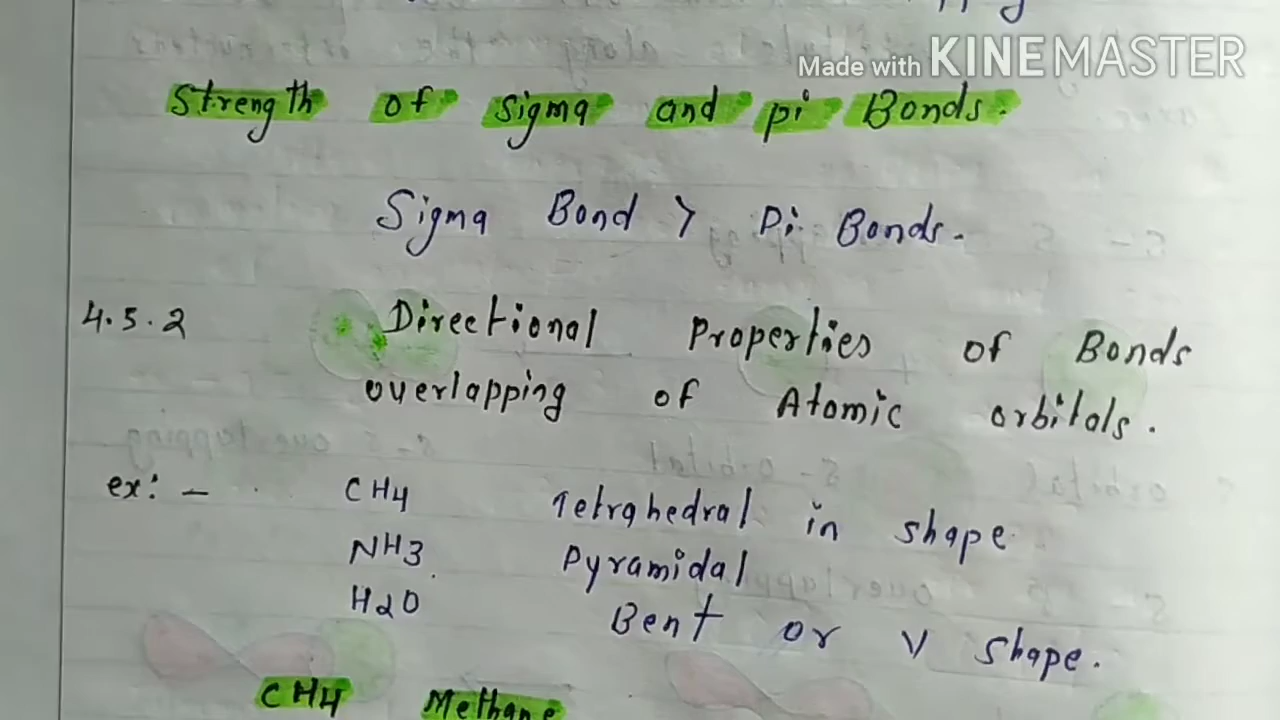 Made with KINEMASTER
Strength of Sigma and pi Bonds.
Sigma Bond > Pi Bonds.
4.5.2 Directional Properties of Bonds
overlapping of Atomic orbitals.
ex: - CH4 Tetrahedral in shape
NH3 Pyramidal
H2O Bent or V shape.
CH4 Methane